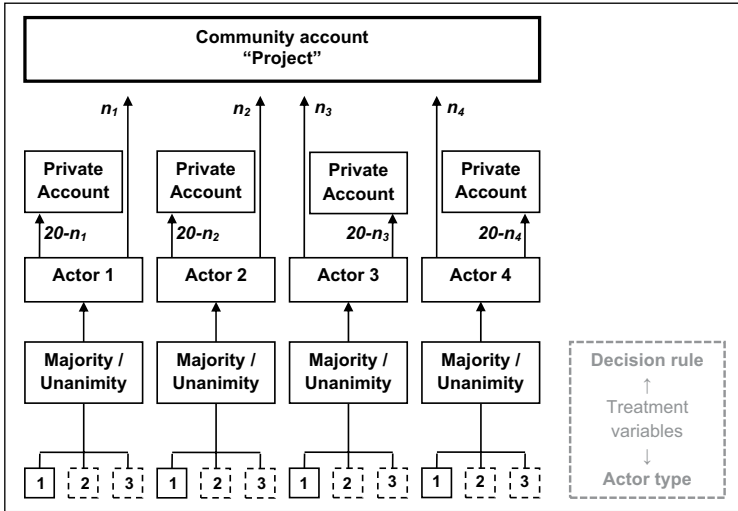 Community account
“Project”
n1 n2 n3 n4
Private Account
Private Account
Private Account
Private Account
20-n1 20-n2 20-n3 20-n4
Actor 1 Actor 2 Actor 3 Actor 4
Majority / Unanimity
Majority / Unanimity
Majority / Unanimity
Majority / Unanimity
Decision rule
↑
Treatment
variables
↓
Actor type
1 2 3 1 2 3 1 2 3 1 2 3